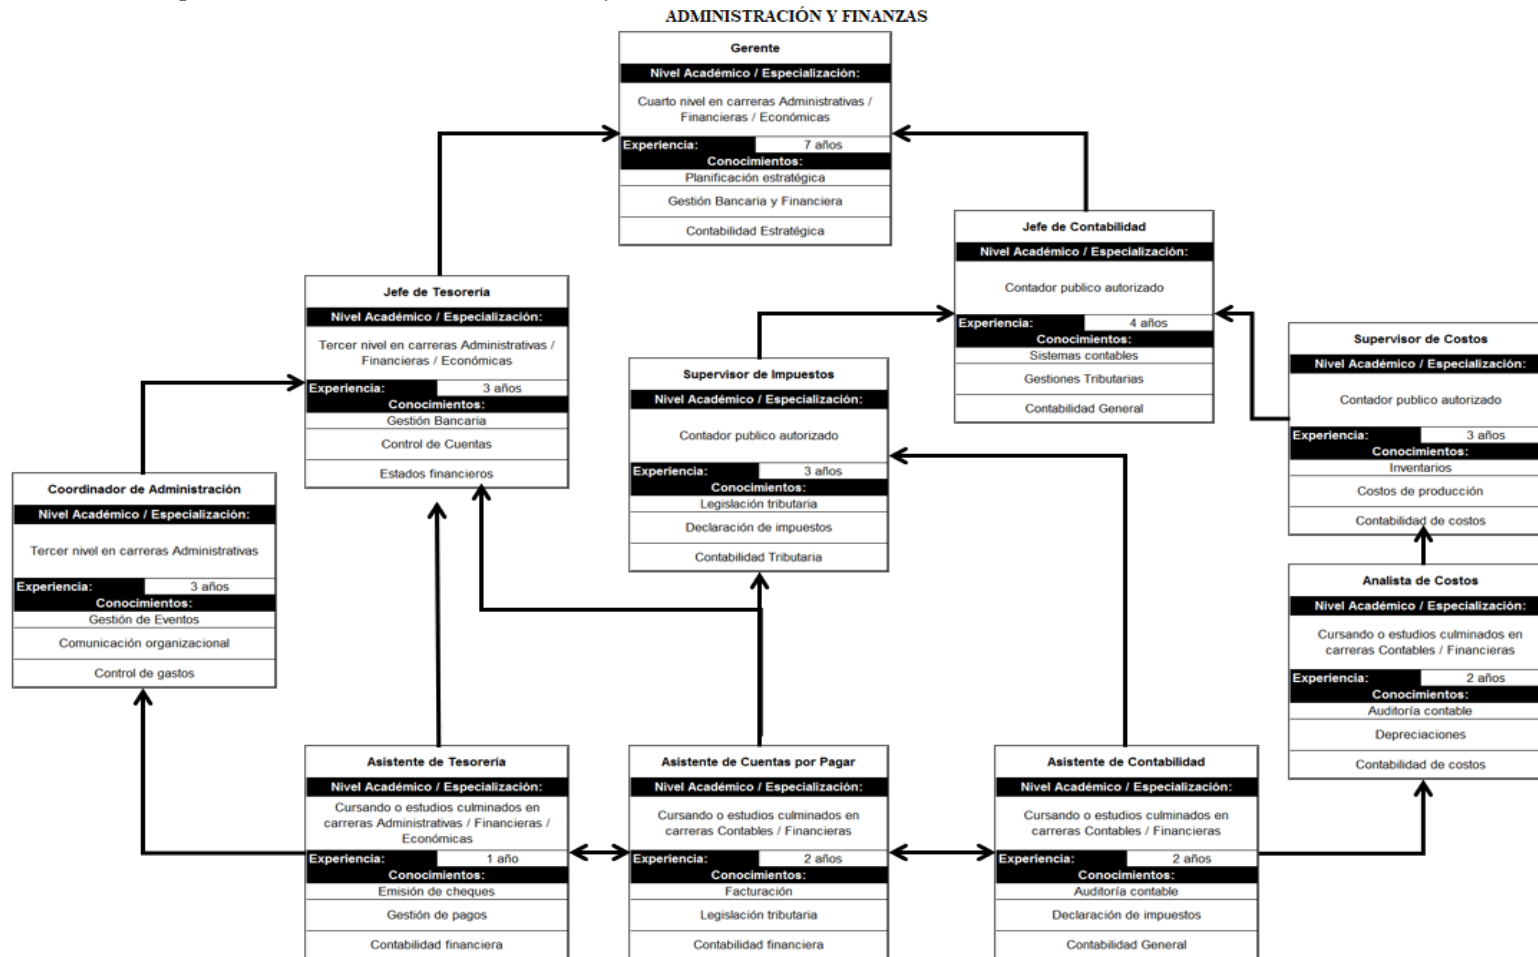 ADMINISTRACIÓN Y FINANZAS
Gerente
Nivel Académico / Especialización:
Cuarto nivel en carreras Administrativas /
Financieras / Económicas
Experiencia: 7 años
Conocimientos:
Planificación estratégica
Gestión Bancaria y Financiera
Contabilidad Estratégica
Jefe de Contabilidad
Nivel Académico / Especialización:
Contador publico autorizado
Experiencia: 4 años
Conocimientos:
Sistemas contables
Gestiones Tributarias
Contabilidad General
Jefe de Tesorería
Nivel Académico / Especialización:
Tercer nivel en carreras Administrativas /
Financieras / Económicas
Experiencia: 3 años
Conocimientos:
Gestión Bancaria
Control de Cuentas
Estados financieros
Supervisor de Impuestos
Nivel Académico / Especialización:
Contador publico autorizado
Experiencia: 3 años
Conocimientos:
Legislación tributaria
Declaración de impuestos
Contabilidad Tributaria
Supervisor de Costos
Nivel Académico / Especialización:
Contador publico autorizado
Experiencia: 3 años
Conocimientos:
Inventarios
Costos de producción
Contabilidad de costos
Coordinador de Administración
Nivel Académico / Especialización:
Tercer nivel en carreras Administrativas
Experiencia: 3 años
Conocimientos:
Gestión de Eventos
Comunicación organizacional
Control de gastos
Analista de Costos
Nivel Académico / Especialización:
Cursando o estudios culminados en
carreras Contables / Financieras
Experiencia: 2 años
Conocimientos:
Auditoría contable
Depreciaciones
Contabilidad de costos
Asistente de Tesorería
Nivel Académico / Especialización:
Cursando o estudios culminados en
carreras Administrativas / Financieras /
Económicas
Experiencia: 1 año
Conocimientos:
Emisión de cheques
Gestión de pagos
Contabilidad financiera
Asistente de Cuentas por Pagar
Nivel Académico / Especialización:
Cursando o estudios culminados en
carreras Contables / Financieras
Experiencia: 2 años
Conocimientos:
Facturación
Legislación tributaria
Contabilidad financiera
Asistente de Contabilidad
Nivel Académico / Especialización:
Cursando o estudios culminados en
carreras Contables / Financieras
Experiencia: 2 años
Conocimientos:
Auditoría contable
Declaración de impuestos
Contabilidad General